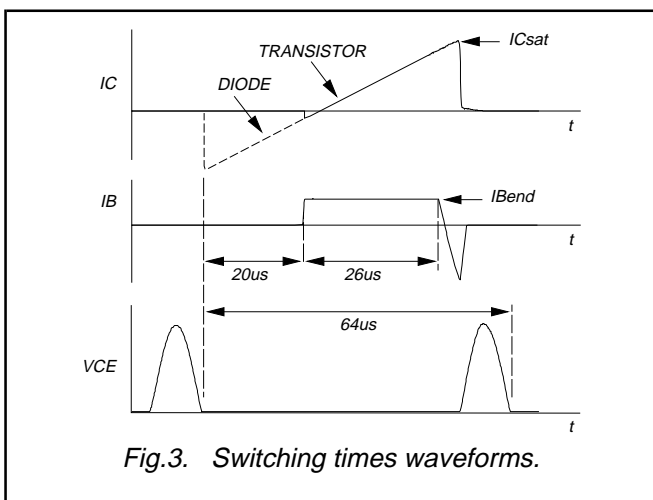 ICsat
TRANSISTOR
IC
DIODE
t
IB
IBend
t
20us
26us
64us
VCE
t
Fig.3. Switching times waveforms.